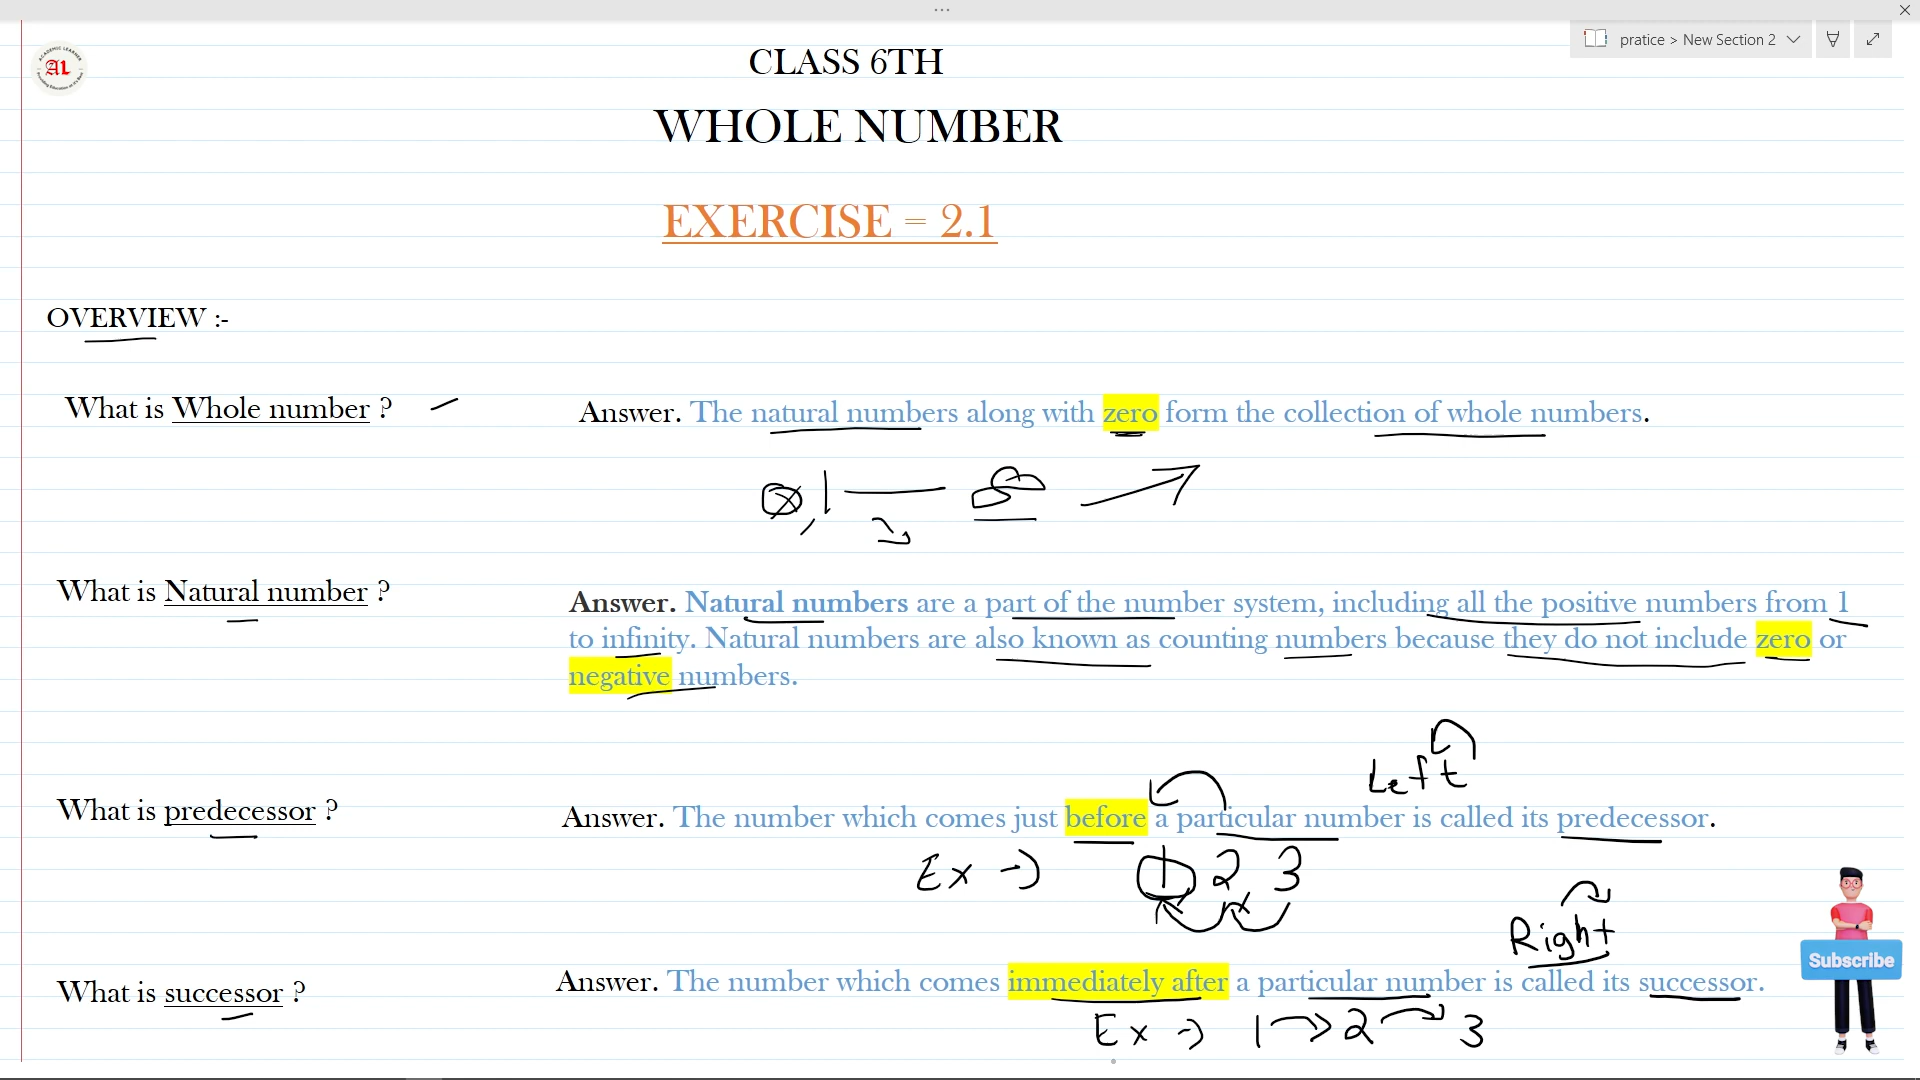 pratice > New Section 2
AL
CLASS 6TH
WHOLE NUMBER
EXERCISE = 2.1
OVERVIEW :-
What is Whole number ?
Answer. The natural numbers along with zero form the collection of whole numbers.
0,1
What is Natural number ?
Answer. Natural numbers are a part of the number system, including all the positive numbers from 1
to infinity. Natural numbers are also known as counting numbers because they do not include zero or
negative numbers.
Left
What is predecessor ?
Answer. The number which comes just before a particular number is called its predecessor.
Ex → 1 2 3
Right
Subscribe
What is successor ?
Answer. The number which comes immediately after a particular number is called its successor.
Ex → 1 → 2 → 3